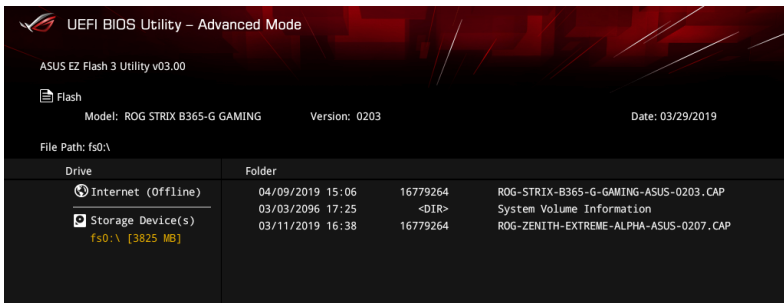 UEFI BIOS Utility – Advanced Mode
ASUS EZ Flash 3 Utility v03.00
Flash
Model: ROG STRIX B365-G GAMING Version: 0203 Date: 03/29/2019
File Path: fs0:\
Drive Folder
Internet (Offline) 04/09/2019 15:06 16779264 ROG-STRIX-B365-G-GAMING-ASUS-0203.CAP
03/03/2096 17:25 <DIR> System Volume Information
Storage Device(s) 03/11/2019 16:38 16779264 ROG-ZENITH-EXTREME-ALPHA-ASUS-0207.CAP
fs0:\ [3825 MB]